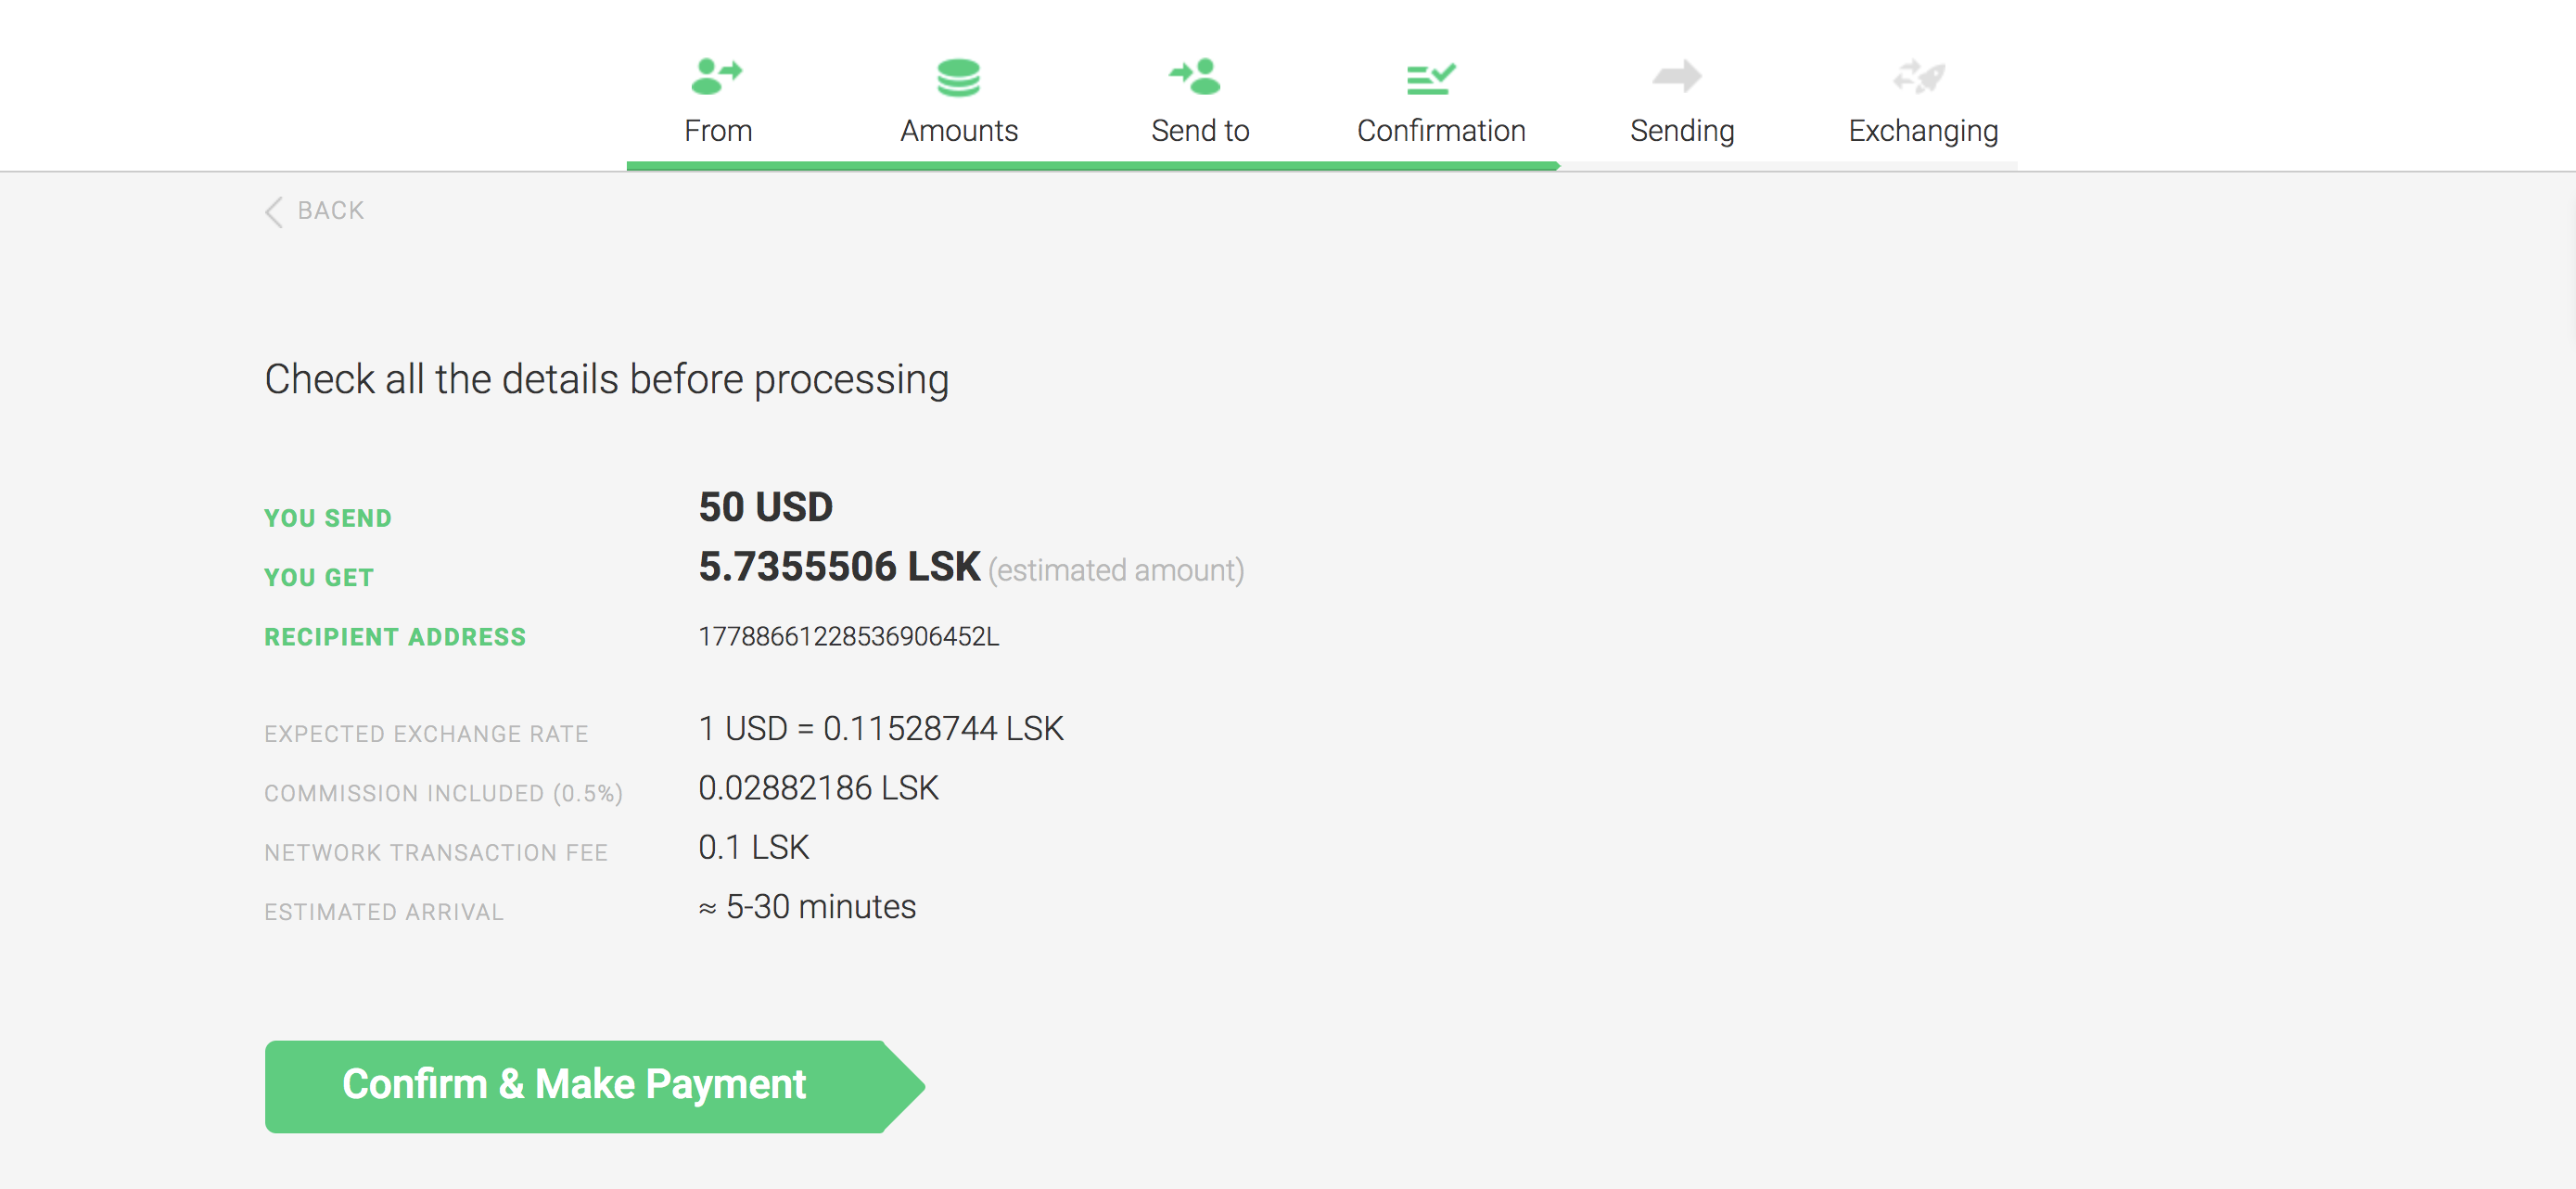 From Amounts Send to Confirmation Sending Exchanging
BACK
Check all the details before processing
YOU SEND 50 USD
YOU GET 5.7355506 LSK (estimated amount)
RECIPIENT ADDRESS 17788661228536906452L
EXPECTED EXCHANGE RATE 1 USD = 0.11528744 LSK
COMMISSION INCLUDED (0.5%) 0.02882186 LSK
NETWORK TRANSACTION FEE 0.1 LSK
ESTIMATED ARRIVAL ≈ 5-30 minutes
Confirm & Make Payment